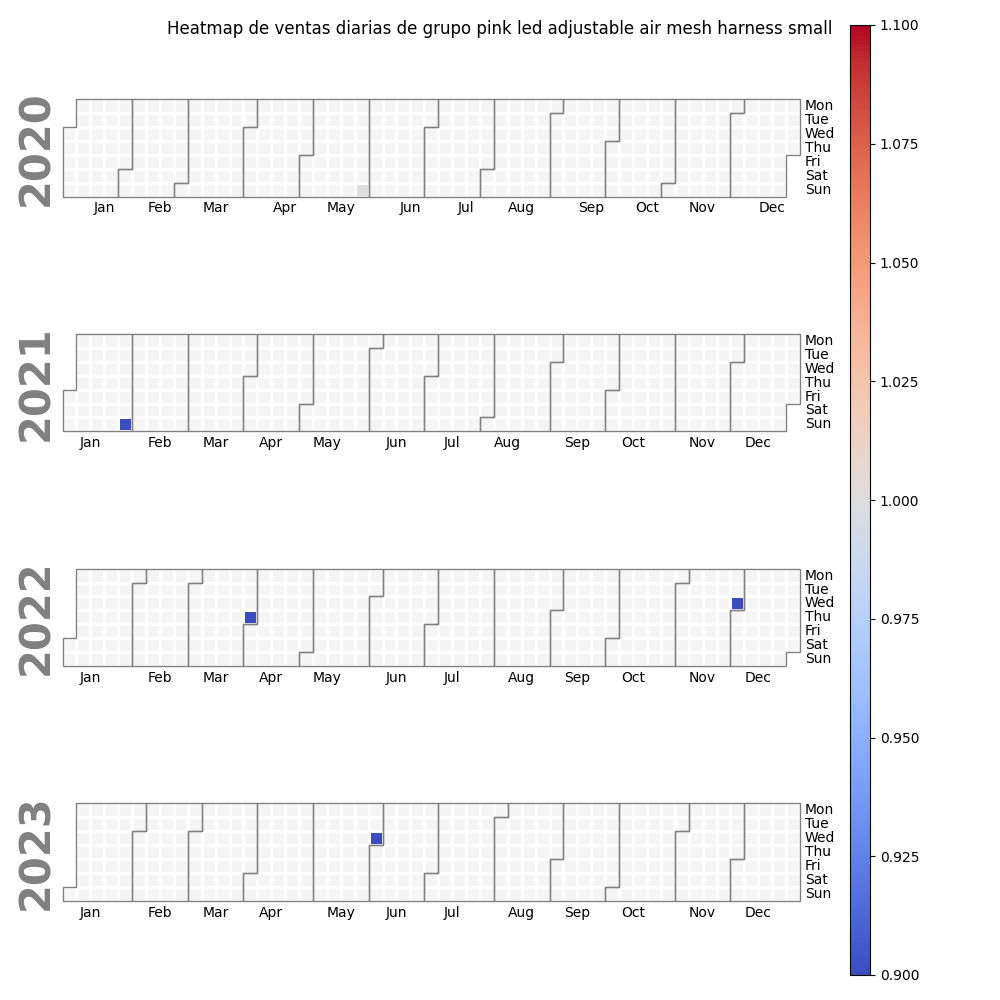 Heatmap de ventas diarias de grupo pink led adjustable air mesh harness small
2020
Mon
Tue
Wed
Thu
Fri
Sat
Sun
Jan Feb Mar Apr May Jun Jul Aug Sep Oct Nov Dec
2021
Mon
Tue
Wed
Thu
Fri
Sat
Sun
Jan Feb Mar Apr May Jun Jul Aug Sep Oct Nov Dec
2022
Mon
Tue
Wed
Thu
Fri
Sat
Sun
Jan Feb Mar Apr May Jun Jul Aug Sep Oct Nov Dec
2023
Mon
Tue
Wed
Thu
Fri
Sat
Sun
Jan Feb Mar Apr May Jun Jul Aug Sep Oct Nov Dec
1.100
1.075
1.050
1.025
1.000
0.975
0.950
0.925
0.900